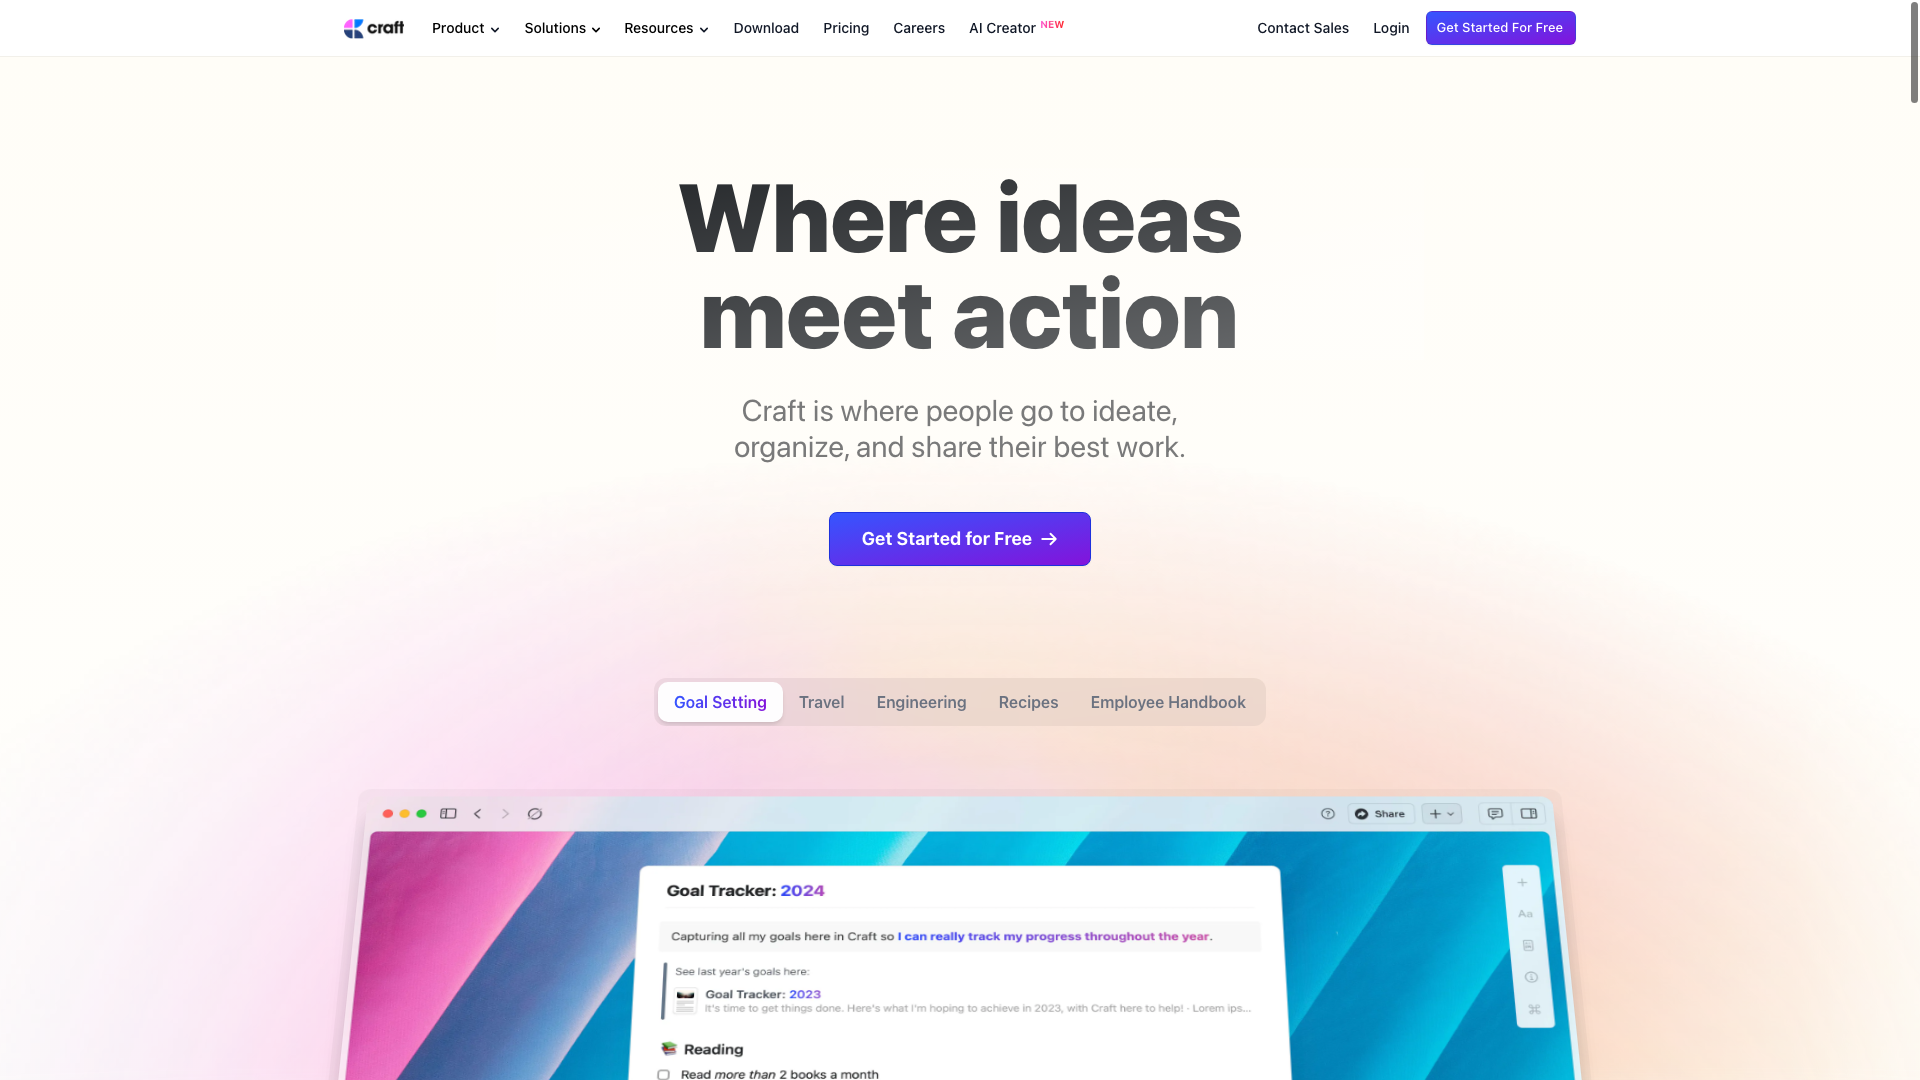 craft
Product
Solutions
Resources
Download
Pricing
Careers
AI Creator NEW
Contact Sales
Login
Get Started For Free
Where ideas
meet action
Craft is where people go to ideate,
organize, and share their best work.
Get Started for Free →
Goal Setting
Travel
Engineering
Recipes
Employee Handbook
Share
Goal Tracker: 2024
Capturing all my goals here in Craft so I can really track my progress throughout the year.
See last year's goals here:
Goal Tracker: 2023
It's time to get things done. Here's what I'm hoping to achieve in 2023, with Craft here to help! - Lorem ips...
Aa
Reading
Read more than 2 books a month